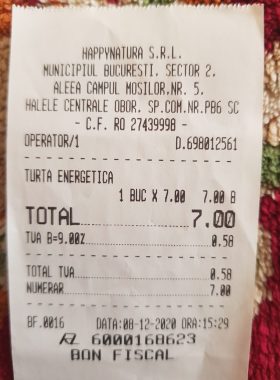 HAPPYNATURA S.R.L.
MUNICIPIUL BUCURESTI, SECTOR 2,
ALEEA CAMPUL MOSILOR,NR. 5,
HALELE CENTRALE OBOR, SP.COM.NR.PB6 SC
- C.F. RO 27439998 -
OPERATOR/1 D.698012561
TURTA ENERGETICA
1 BUC X 7.00 7.00 B
TOTAL 7.00
TVA B=9.00% 0.58
TOTAL TVA 0.58
NUMERAR 7.00
BF.0016 DATA:08-12-2020 ORA:15:29
6000168623
BON FISCAL